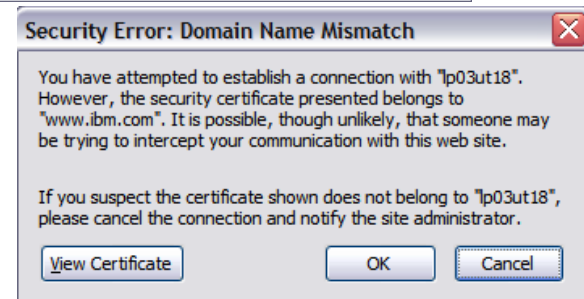 Security Error: Domain Name Mismatch
You have attempted to establish a connection with "lp03ut18".
However, the security certificate presented belongs to
"www.ibm.com". It is possible, though unlikely, that someone may
be trying to intercept your communication with this web site.
If you suspect the certificate shown does not belong to "lp03ut18",
please cancel the connection and notify the site administrator.
View Certificate
OK
Cancel